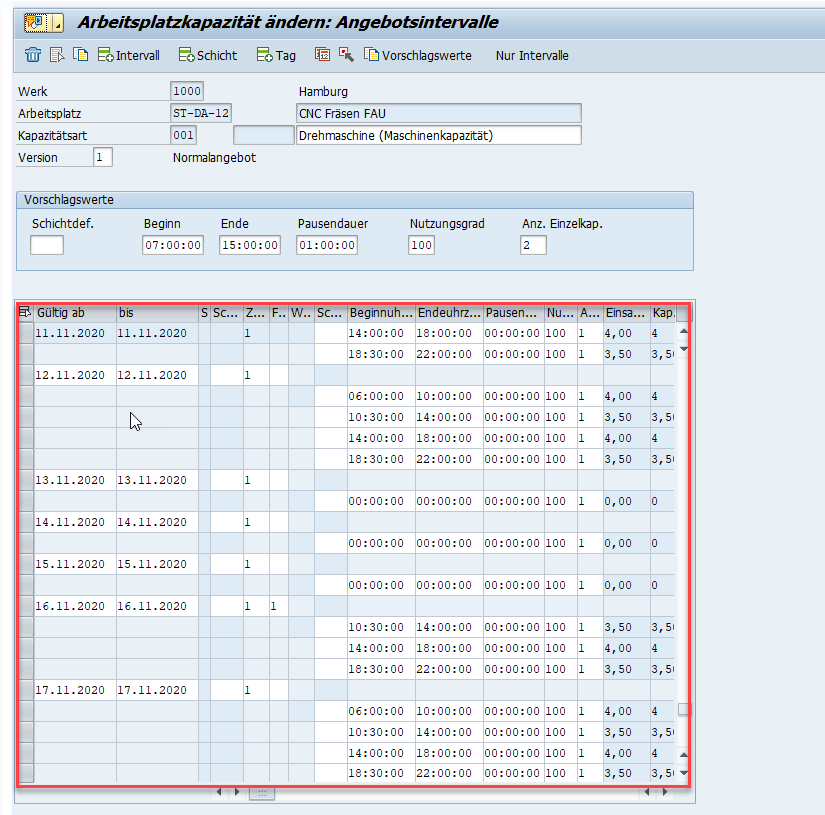 Arbeitsplatzkapazität ändern: Angebotsintervalle
Intervall Schicht Tag Vorschlagswerte Nur Intervalle
Werk 1000 Hamburg
Arbeitsplatz ST-DA-12 CNC Fräsen FAU
Kapazitätsart 001 Drehmaschine (Maschinenkapazität)
Version 1 Normalangebot
Vorschlagswerte
Schichtdef. Beginn Ende Pausendauer Nutzungsgrad Anz. Einzelkap.
07:00:00 15:00:00 01:00:00 100 2
Gültig ab bis S Sc... Z... F.. W.. Sc... Beginnuh... Endeuhrz... Pausen... Nu... A... Einsa... Kap.
11.11.2020 11.11.2020 1 14:00:00 18:00:00 00:00:00 100 1 4,00 4
18:30:00 22:00:00 00:00:00 100 1 3,50 3,50
12.11.2020 12.11.2020 1
06:00:00 10:00:00 00:00:00 100 1 4,00 4
10:30:00 14:00:00 00:00:00 100 1 3,50 3,50
14:00:00 18:00:00 00:00:00 100 1 4,00 4
18:30:00 22:00:00 00:00:00 100 1 3,50 3,50
13.11.2020 13.11.2020 1
00:00:00 00:00:00 00:00:00 100 1 0,00 0
14.11.2020 14.11.2020 1
00:00:00 00:00:00 00:00:00 100 1 0,00 0
15.11.2020 15.11.2020 1
00:00:00 00:00:00 00:00:00 100 1 0,00 0
16.11.2020 16.11.2020 1 1
10:30:00 14:00:00 00:00:00 100 1 3,50 3,50
14:00:00 18:00:00 00:00:00 100 1 4,00 4
18:30:00 22:00:00 00:00:00 100 1 3,50 3,50
17.11.2020 17.11.2020 1
06:00:00 10:00:00 00:00:00 100 1 4,00 4
10:30:00 14:00:00 00:00:00 100 1 3,50 3,50
14:00:00 18:00:00 00:00:00 100 1 4,00 4
18:30:00 22:00:00 00:00:00 100 1 3,50 3,50